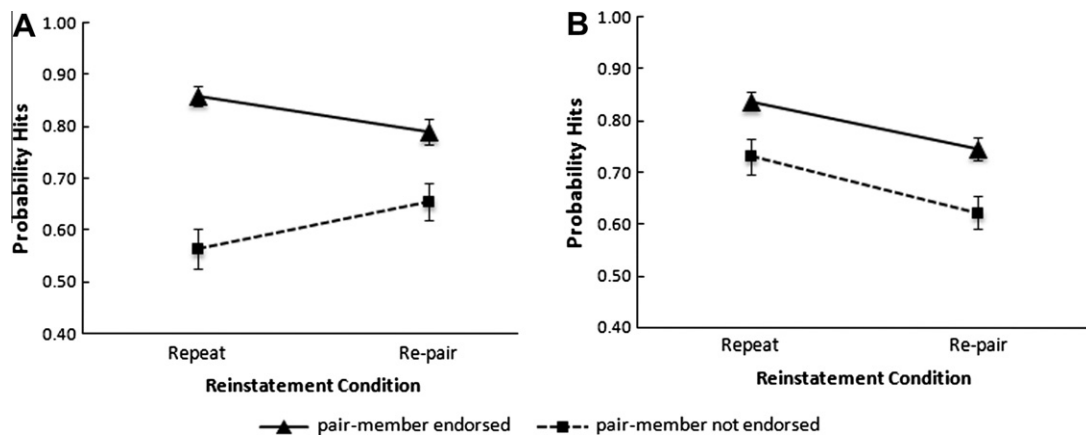 A
1.00
0.90
0.80
0.70
0.60
0.50
0.40
Probability Hits
Repeat Re-pair
Reinstatement Condition
B
1.00
0.90
0.80
0.70
0.60
0.50
0.40
Probability Hits
Repeat Re-pair
Reinstatement Condition
pair-member endorsed pair-member not endorsed